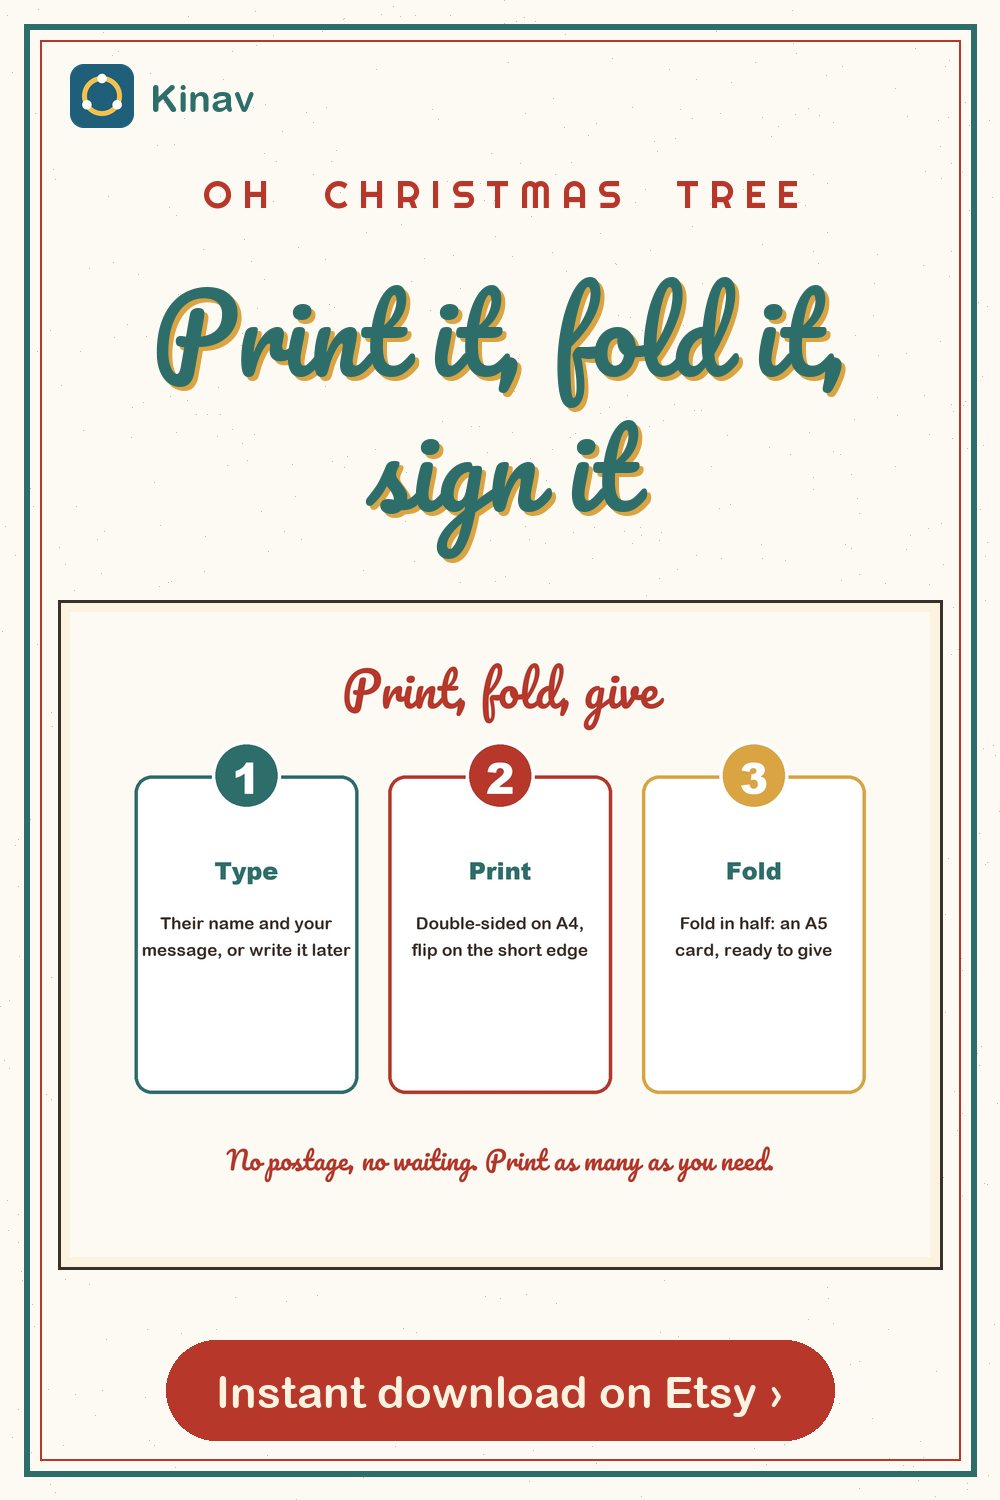 Kinav
OH CHRISTMAS TREE
Print it, fold it,
sign it
Print, fold, give
1
Type
Their name and your
message, or write it later
2
Print
Double-sided on A4,
flip on the short edge
3
Fold
Fold in half: an A5
card, ready to give
No postage, no waiting. Print as many as you need.
Instant download on Etsy ›